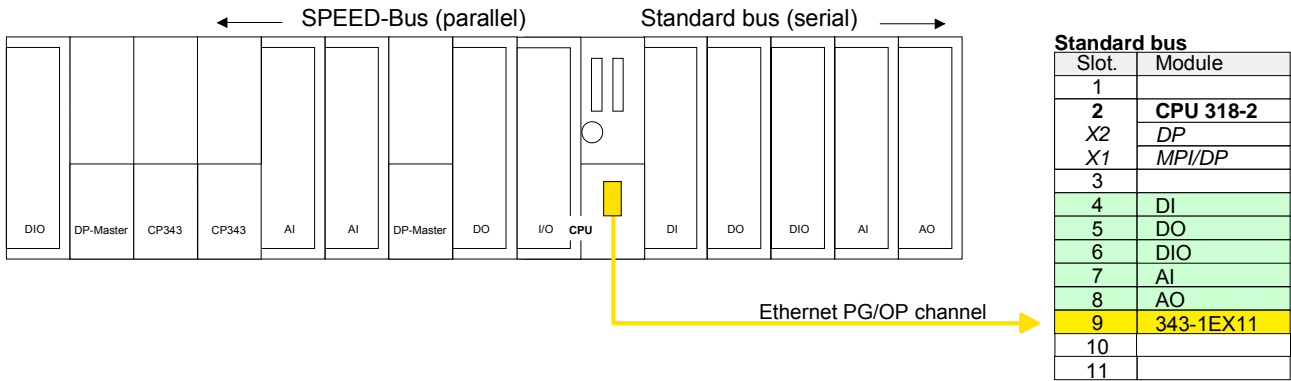 SPEED-Bus (parallel) Standard bus (serial)
DIO DP-Master CP343 CP343 AI AI DP-Master DO I/O CPU DI DO DIO AI AO
Ethernet PG/OP channel
Standard bus
Slot. Module
1
2 CPU 318-2
X2 DP
X1 MPI/DP
3
4 DI
5 DO
6 DIO
7 AI
8 AO
9 343-1EX11
10
11